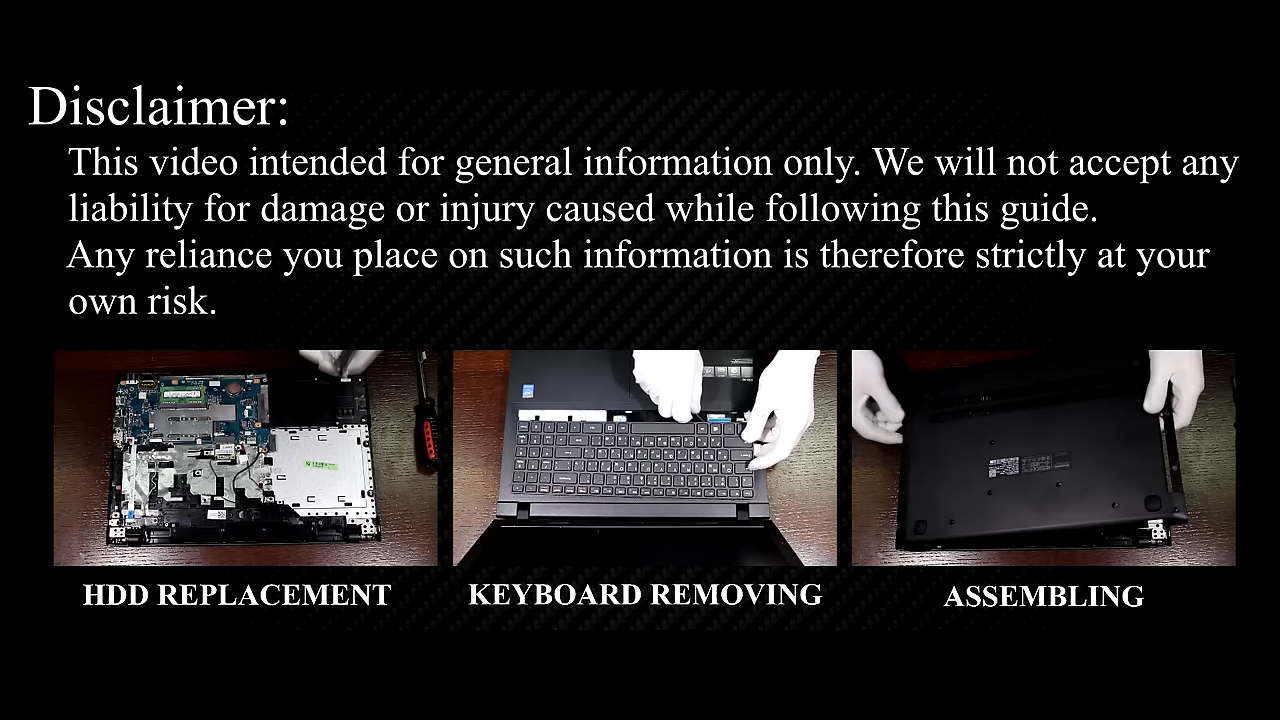 Disclaimer:
This video intended for general information only. We will not accept any
liability for damage or injury caused while following this guide.
Any reliance you place on such information is therefore strictly at your
own risk.
HDD REPLACEMENT
KEYBOARD REMOVING
ASSEMBLING